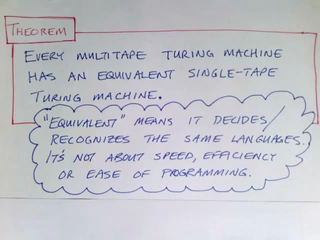 THEOREM
EVERY MULTITAPE TURING MACHINE
HAS AN EQUIVALENT SINGLE-TAPE
TURING MACHINE.
"EQUIVALENT" MEANS IT DECIDES/
RECOGNIZES THE SAME LANGUAGES.
IT'S NOT ABOUT SPEED, EFFICIENCY
OR EASE OF PROGRAMMING.